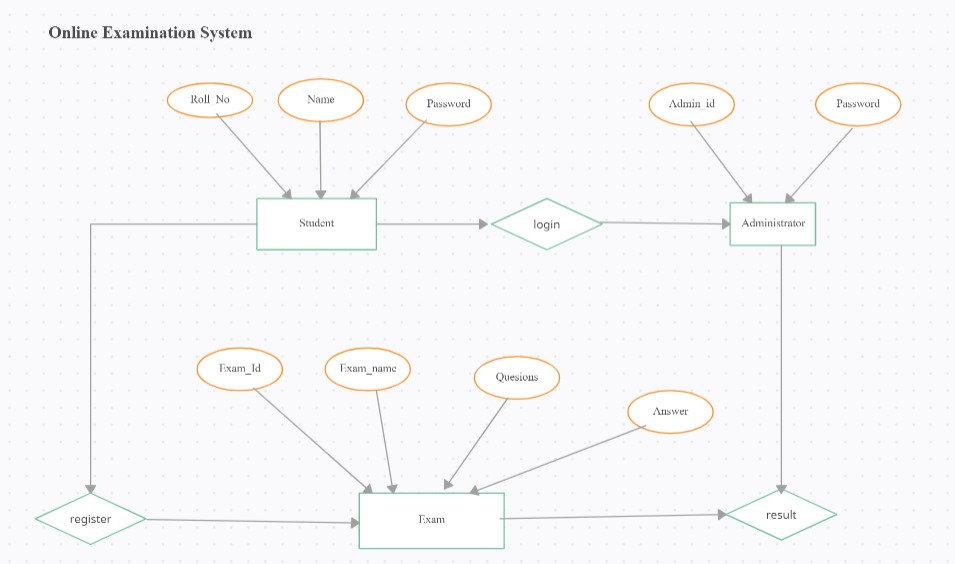 Online Examination System
Roll_No
Name
Password
Admin_id
Password
Student
login
Administrator
Exam_Id
Exam_name
Quesions
Answer
register
Exam
result